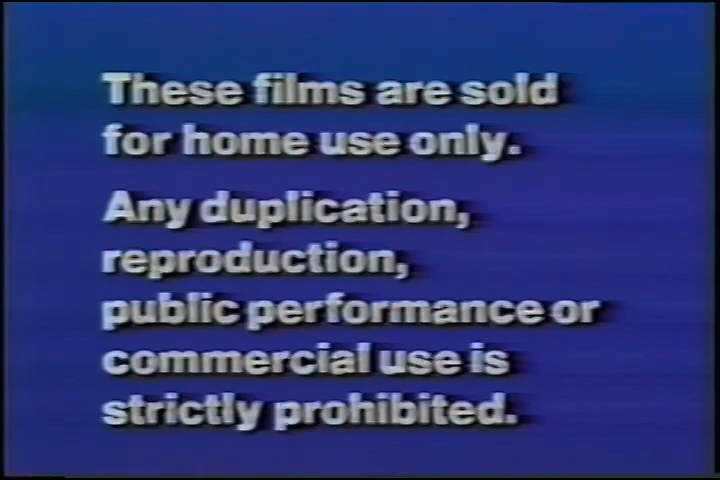 These films are sold
for home use only.
Any duplication,
reproduction,
public performance or
commercial use is
strictly prohibited.